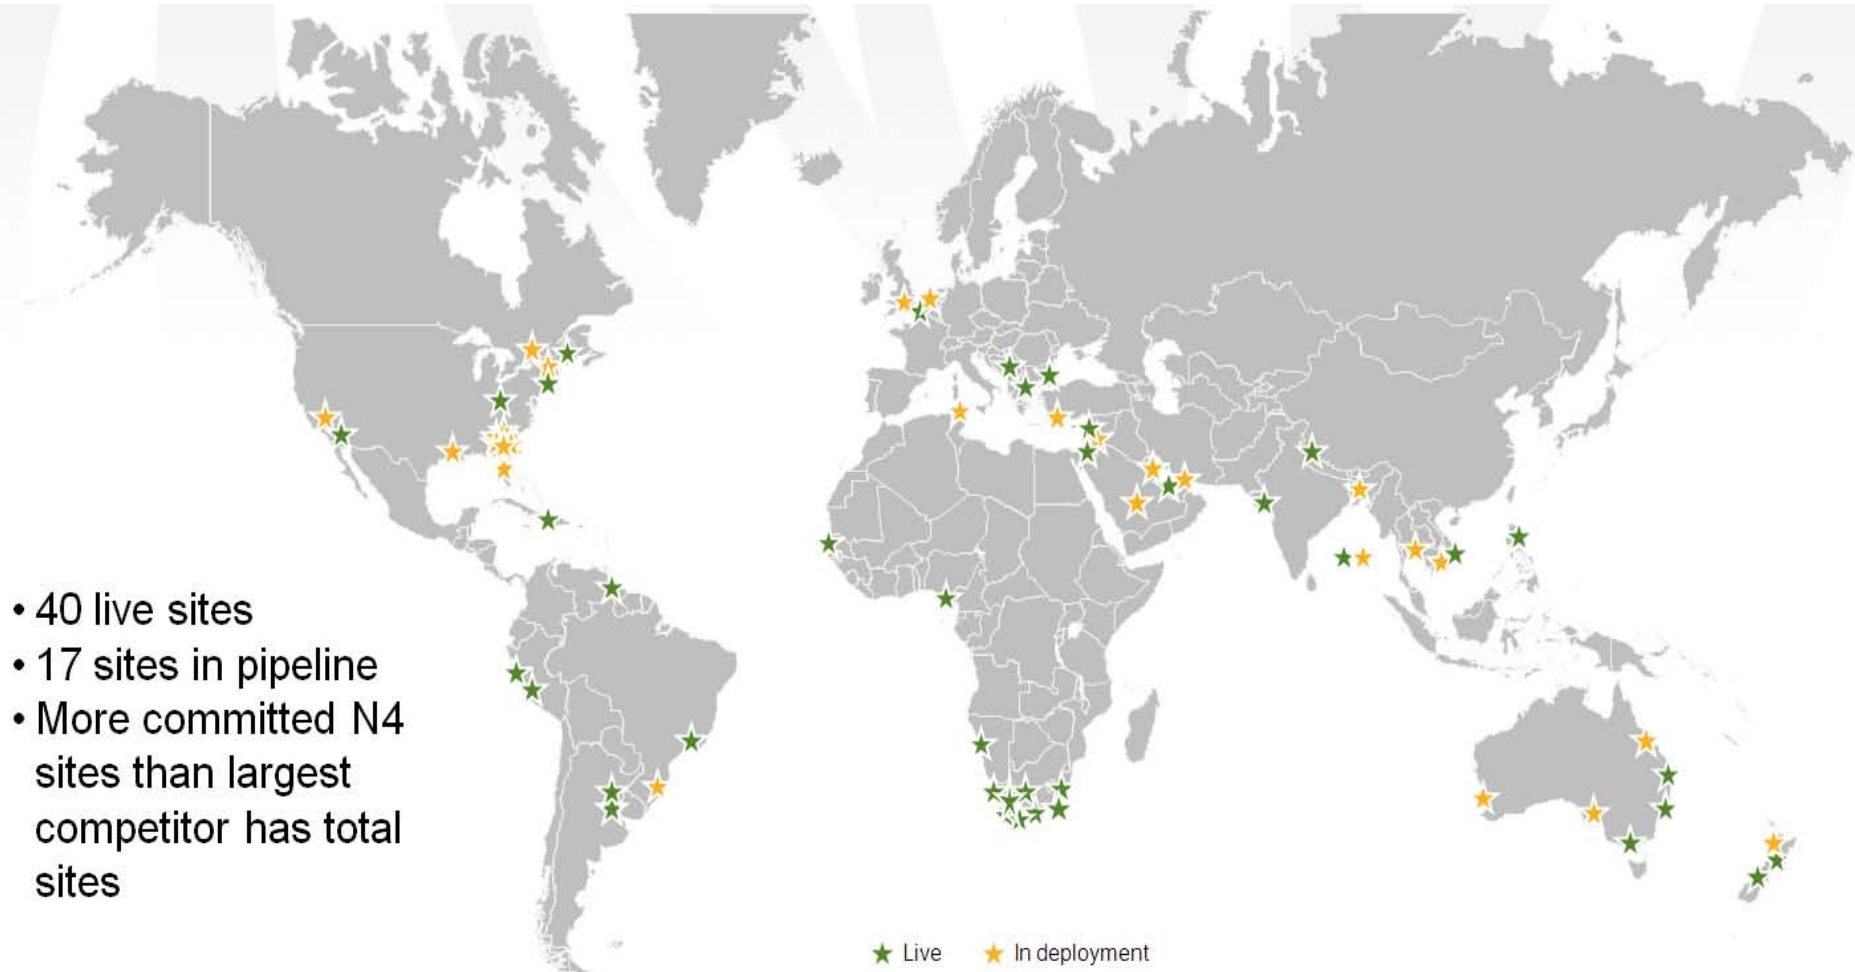 • 40 live sites
• 17 sites in pipeline
• More committed N4
sites than largest
competitor has total
sites
Live
In deployment